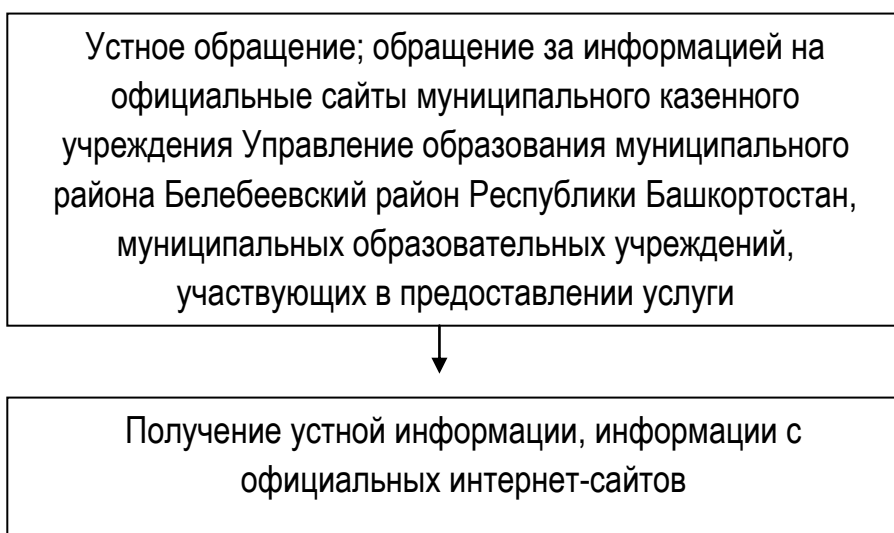 Устное обращение; обращение за информацией на
официальные сайты муниципального казенного
учреждения Управление образования муниципального
района Белебеевский район Республики Башкортостан,
муниципальных образовательных учреждений,
участвующих в предоставлении услуги
Получение устной информации, информации с
официальных интернет-сайтов